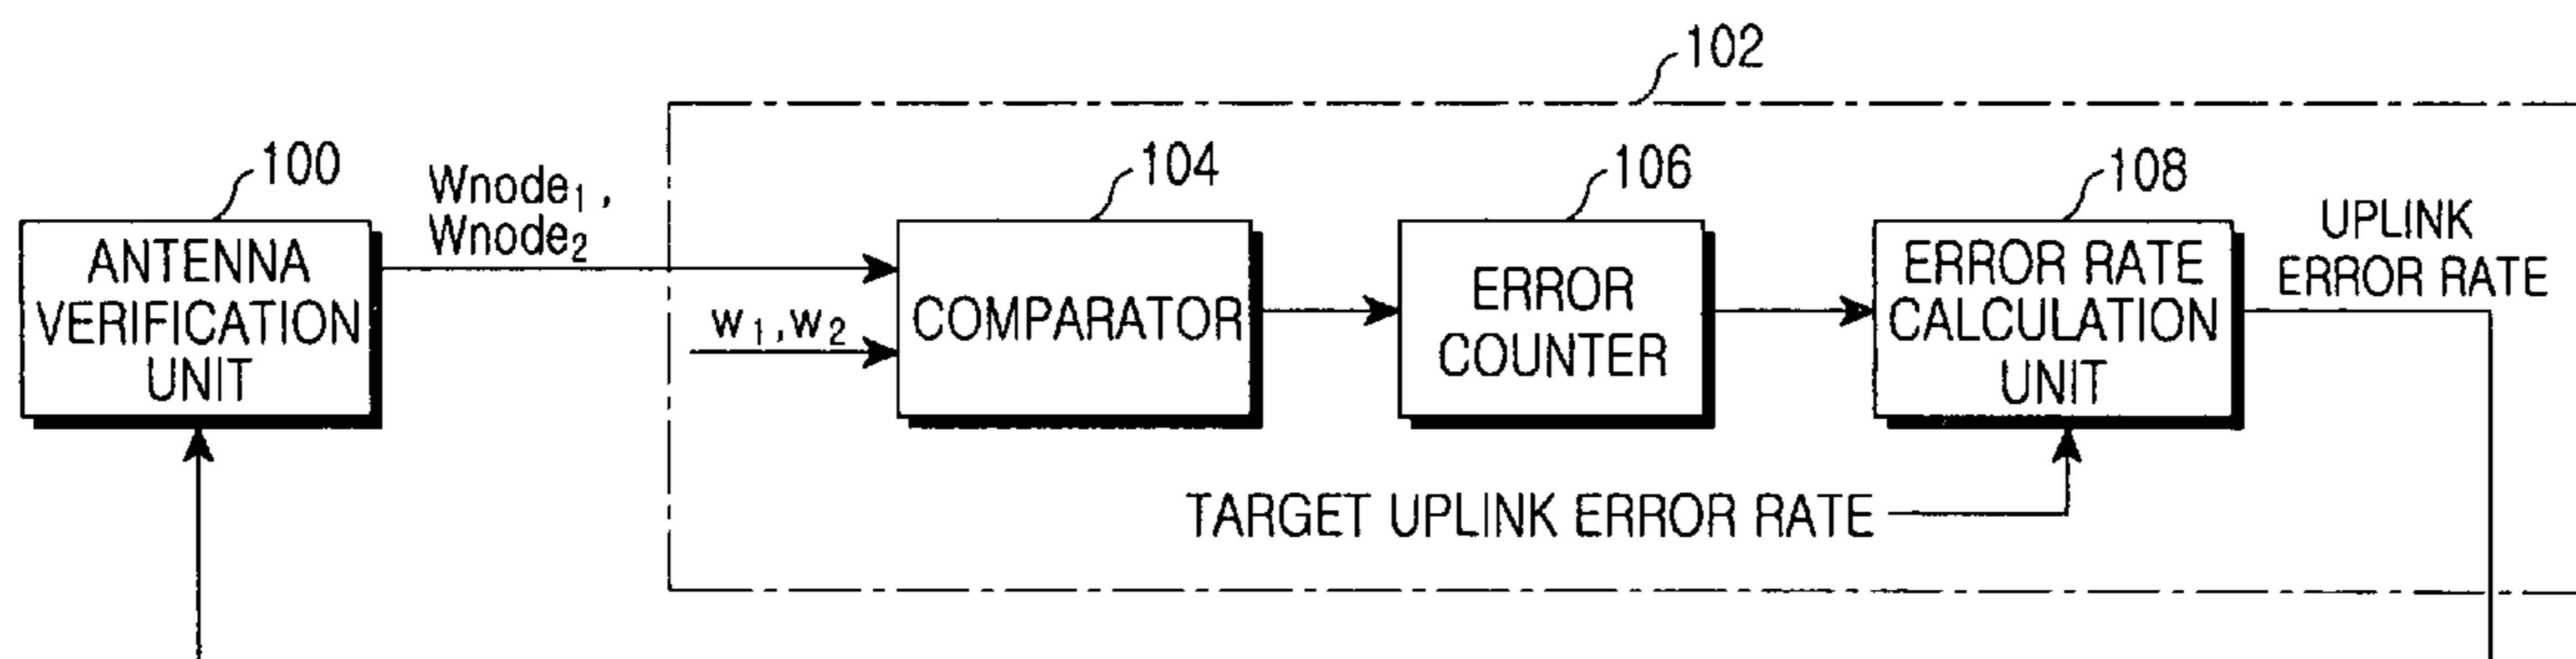 102
100
Wnode1,
Wnode2
104
106
108
UPLINK
ERROR RATE
ANTENNA
VERIFICATION
UNIT
w1,w2
COMPARATOR
ERROR
COUNTER
ERROR RATE
CALCULATION
UNIT
TARGET UPLINK ERROR RATE